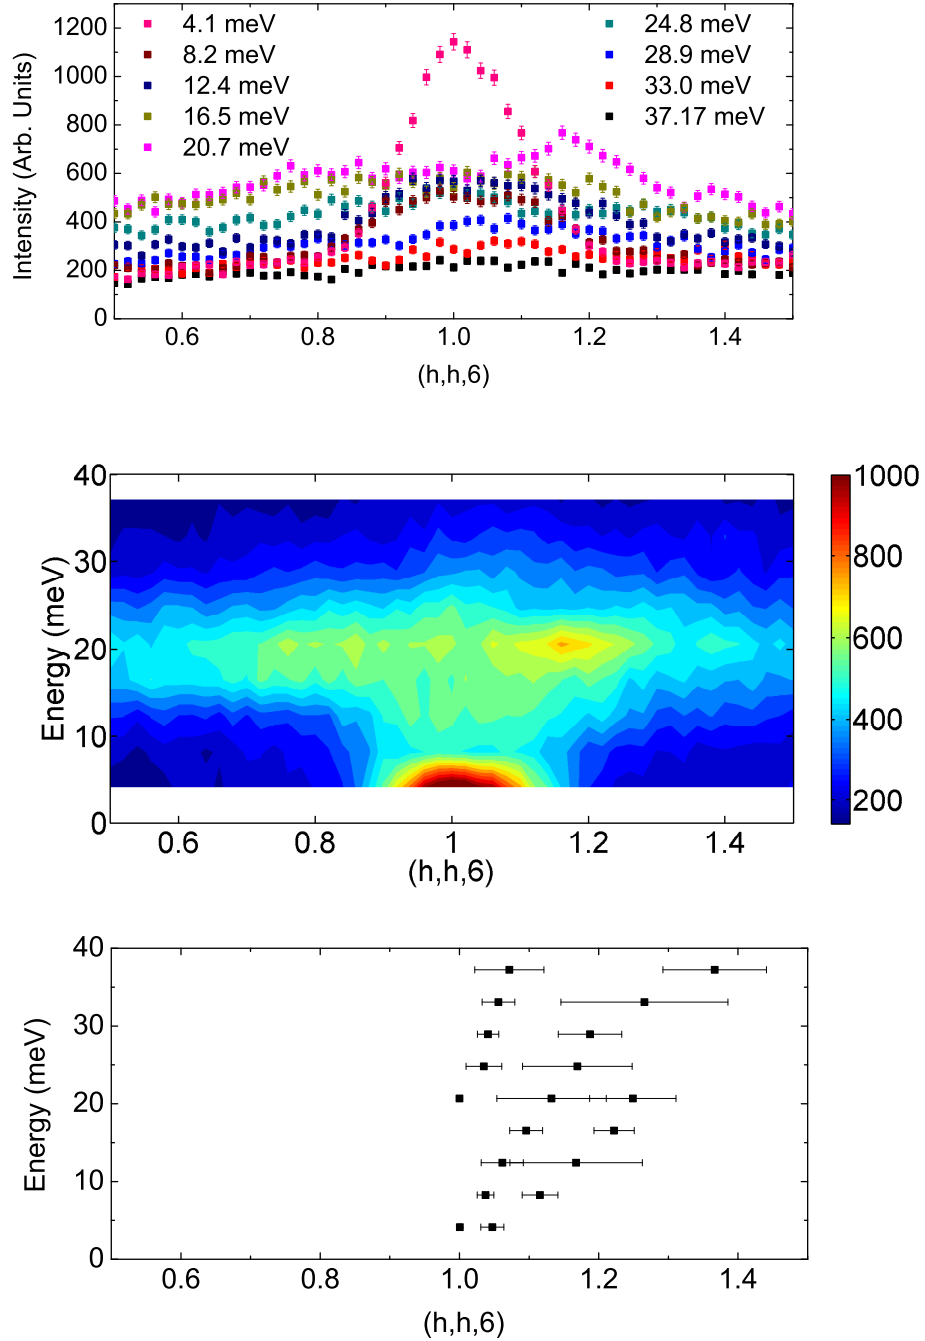 1200
1000
800
600
400
200
0
Intensity (Arb. Units)
4.1 meV
8.2 meV
12.4 meV
16.5 meV
20.7 meV
24.8 meV
28.9 meV
33.0 meV
37.17 meV
0.6 0.8 1.0 1.2 1.4
(h,h,6)
40
30
20
10
0
Energy (meV)
0.6 0.8 1 1.2 1.4
(h,h,6)
1000
800
600
400
200
40
30
20
10
0
Energy (meV)
0.6 0.8 1.0 1.2 1.4
(h,h,6)